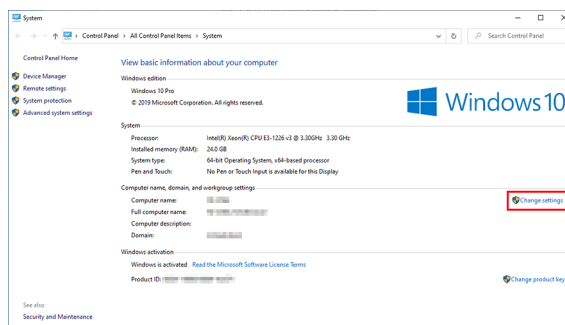 System
Control Panel > All Control Panel Items > System
Search Control Panel
Control Panel Home
Device Manager
Remote settings
System protection
Advanced system settings
See also
Security and Maintenance
View basic information about your computer
Windows edition
Windows 10 Pro
© 2019 Microsoft Corporation. All rights reserved.
Windows 10
System
Processor: Intel(R) Xeon(R) CPU E3-1226 v3 @ 3.30GHz 3.30 GHz
Installed memory (RAM): 24.0 GB
System type: 64-bit Operating System, x64-based processor
Pen and Touch: No Pen or Touch Input is available for this Display
Computer name, domain, and workgroup settings
Computer name:
Change settings
Full computer name:
Computer description:
Domain:
Windows activation
Windows is activated Read the Microsoft Software License Terms
Product ID:
Change product key